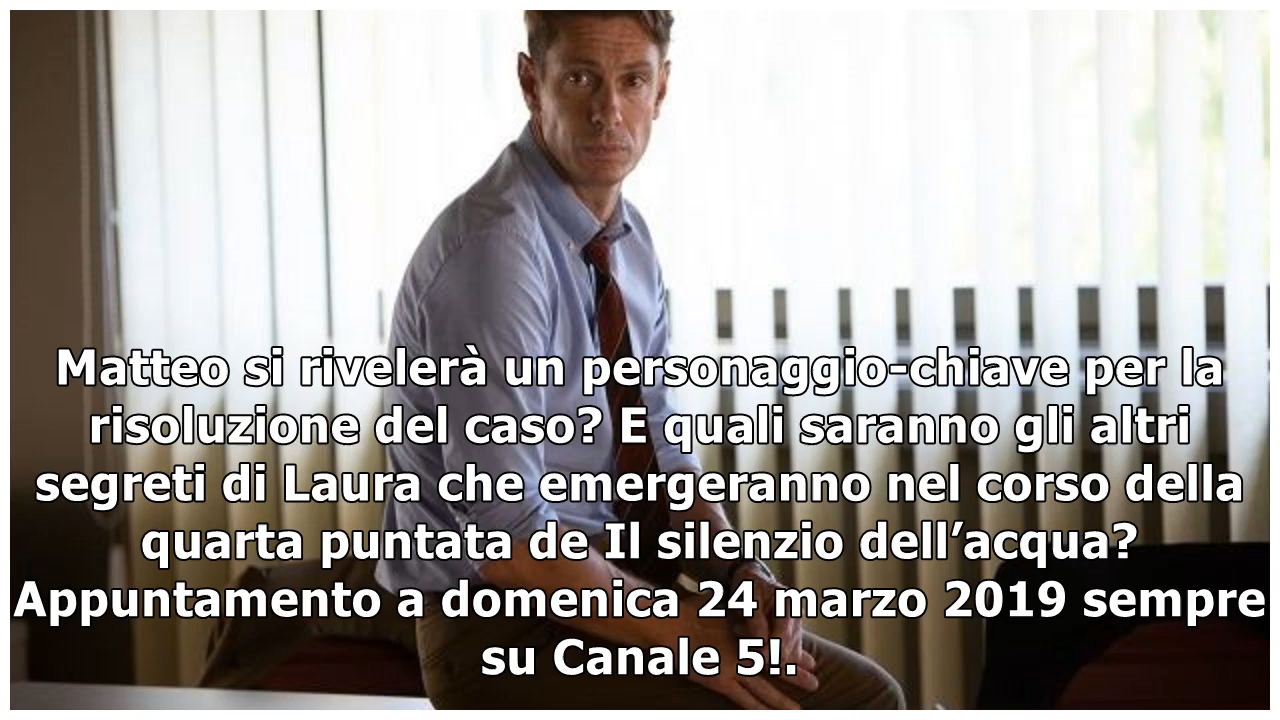 Matteo si rivelerà un personaggio-chiave per la
risoluzione del caso? E quali saranno gli altri
segreti di Laura che emergeranno nel corso della
quarta puntata de Il silenzio dell’acqua?
Appuntamento a domenica 24 marzo 2019 sempre
su Canale 5!.